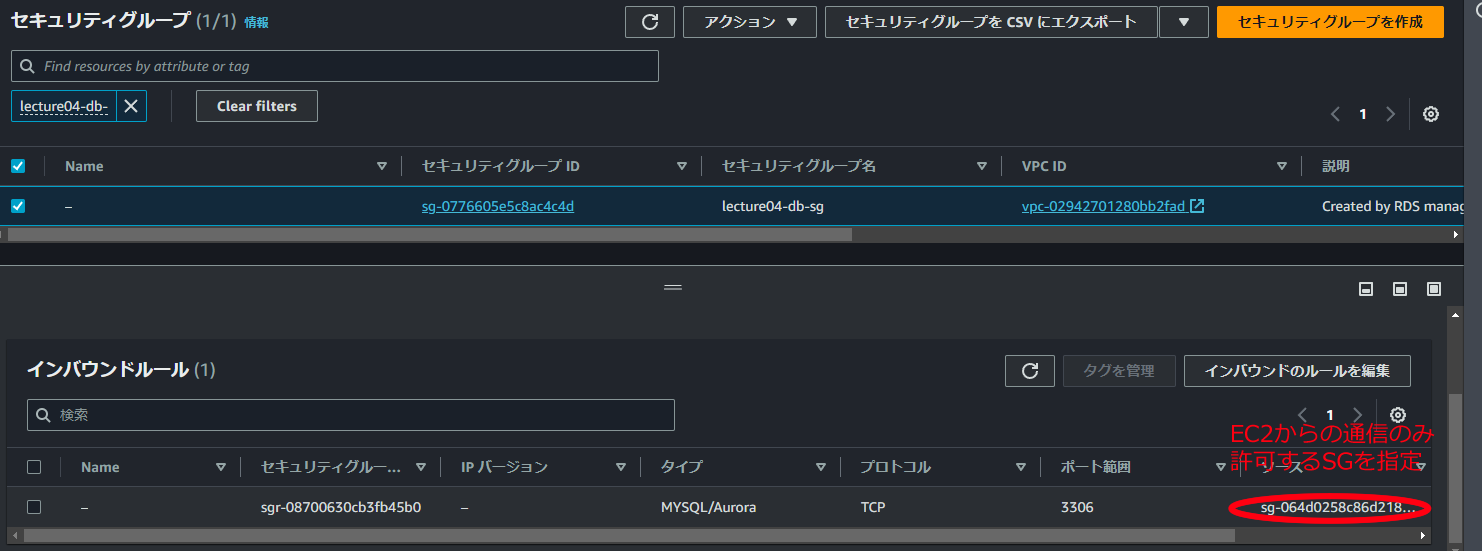 セキュリティグループ (1/1) 情報
アクション
セキュリティグループを CSV にエクスポート
セキュリティグループを作成
Find resources by attribute or tag
lecture04-db-
Clear filters
1
Name セキュリティグループ ID セキュリティグループ名 VPC ID 説明
– sg-0776605e5c8ac4c4d lecture04-db-sg vpc-02942701280bb2fad Created by RDS manag
インバウンドルール (1)
タグを管理
インバウンドのルールを編集
検索
1
EC2からの通信のみ
許可するSGを指定
Name セキュリティグルー... IP バージョン タイプ プロトコル ポート範囲 ソース
– sgr-08700630cb3fb45b0 – MYSQL/Aurora TCP 3306 sg-064d0258c86d218...